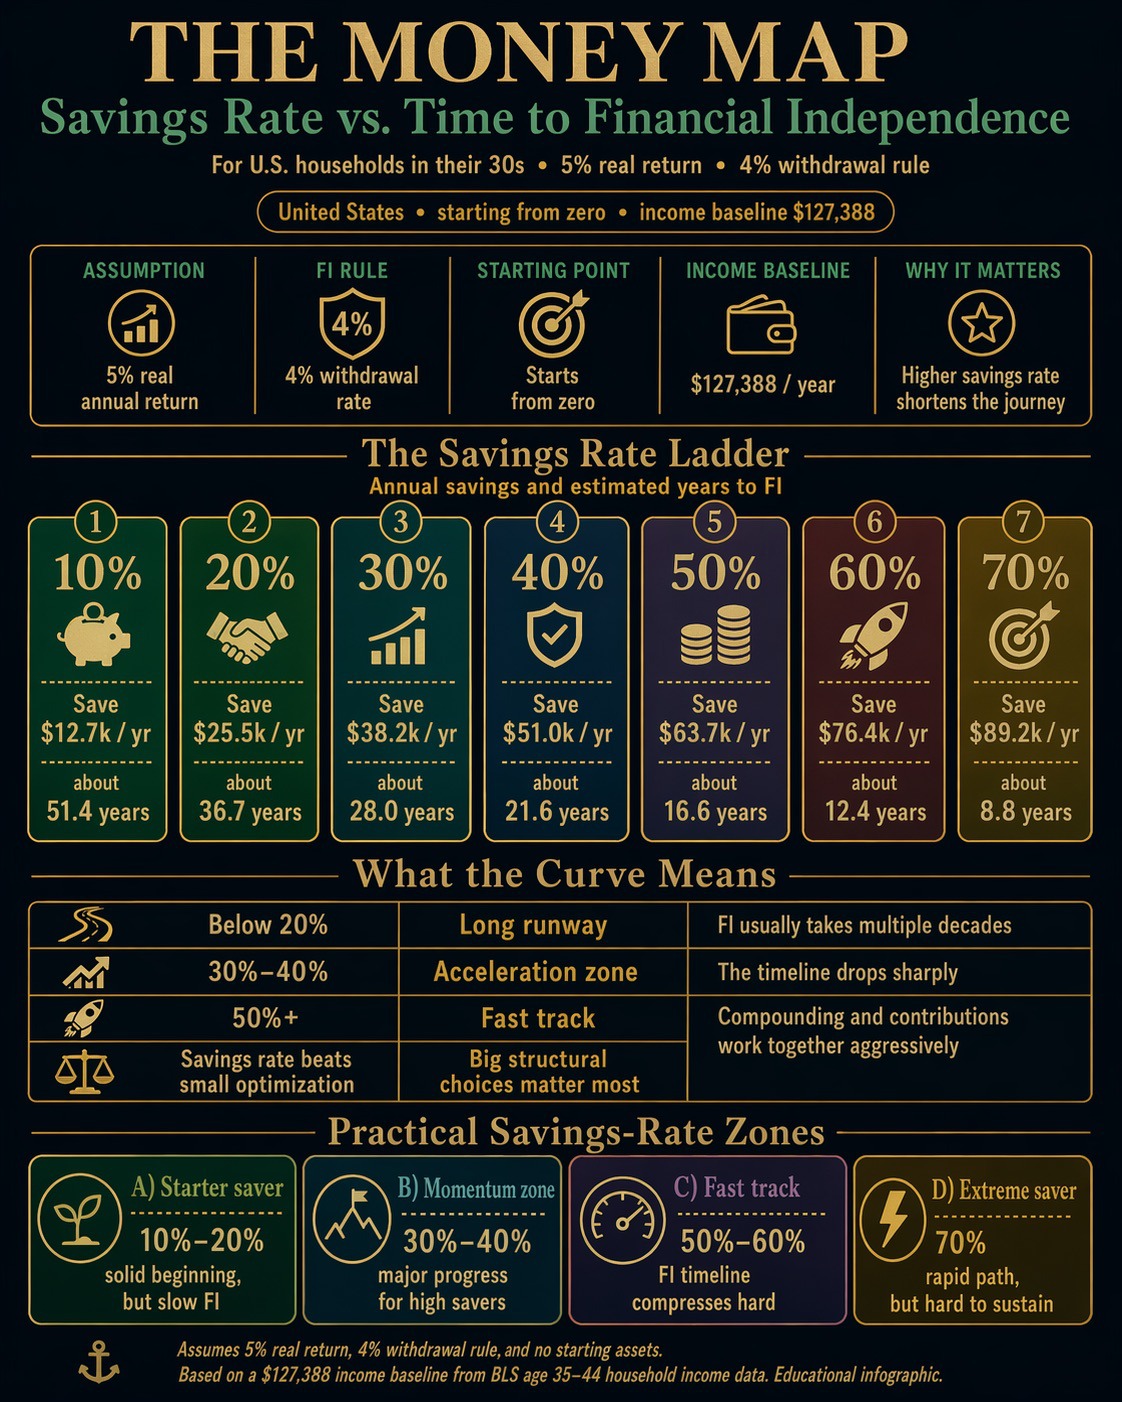 THE MONEY MAP
Savings Rate vs. Time to Financial Independence
For U.S. households in their 30s • 5% real return • 4% withdrawal rule
United States • starting from zero • income baseline $127,388
ASSUMPTION
5% real
annual return
FI RULE
4%
4% withdrawal
rate
STARTING POINT
Starts
from zero
INCOME BASELINE
$127,388 / year
WHY IT MATTERS
Higher savings rate
shortens the journey
The Savings Rate Ladder
Annual savings and estimated years to FI
1
10%
Save
$12.7k / yr
about
51.4 years
2
20%
Save
$25.5k / yr
about
36.7 years
3
30%
Save
$38.2k / yr
about
28.0 years
4
40%
Save
$51.0k / yr
about
21.6 years
5
50%
Save
$63.7k / yr
about
16.6 years
6
60%
Save
$76.4k / yr
about
12.4 years
7
70%
Save
$89.2k / yr
about
8.8 years
What the Curve Means
Below 20%
Long runway
FI usually takes multiple decades
30%–40%
Acceleration zone
The timeline drops sharply
50%+
Fast track
Compounding and contributions
work together aggressively
Savings rate beats
small optimization
Big structural
choices matter most
Practical Savings-Rate Zones
A) Starter saver
10%–20%
solid beginning,
but slow FI
B) Momentum zone
30%–40%
major progress
for high savers
C) Fast track
50%–60%
FI timeline
compresses hard
D) Extreme saver
70%
rapid path,
but hard to sustain
Assumes 5% real return, 4% withdrawal rule, and no starting assets.
Based on a $127,388 income baseline from BLS age 35–44 household income data. Educational infographic.